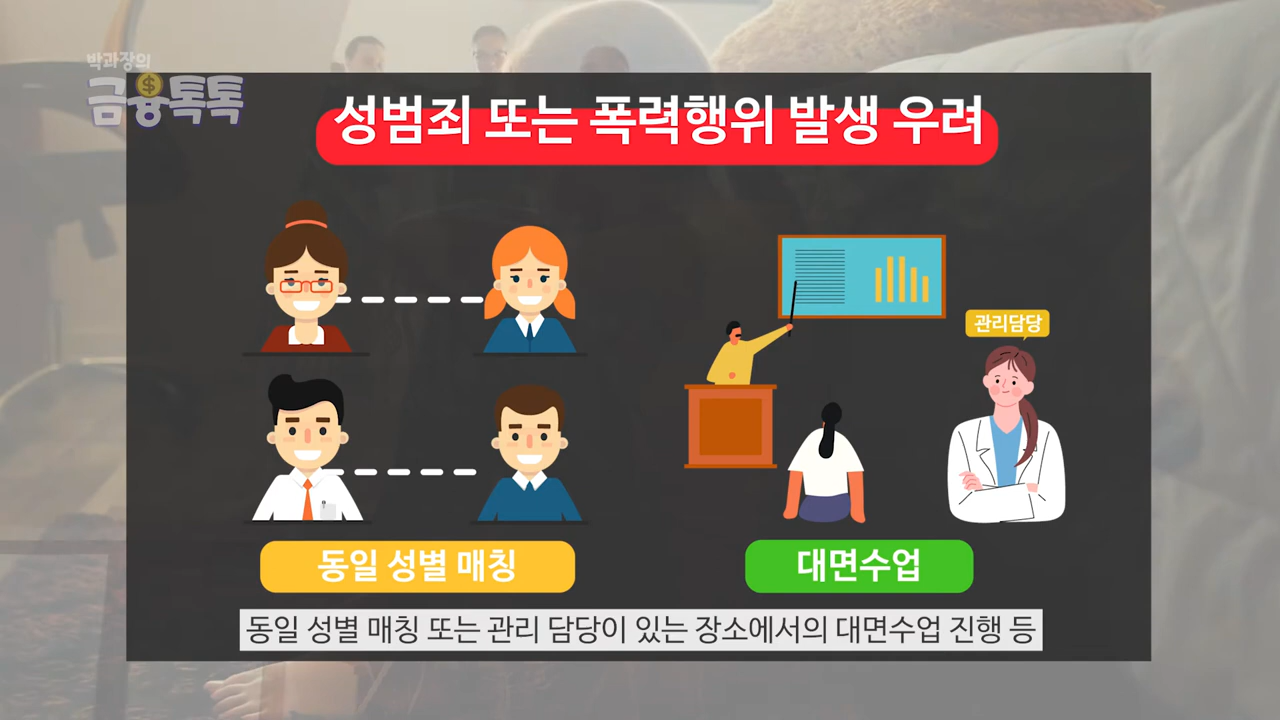 박과장의
금융톡톡
성범죄 또는 폭력행위 발생 우려
관리담당
동일 성별 매칭
대면수업
동일 성별 매칭 또는 관리 담당이 있는 장소에서의 대면수업 진행 등